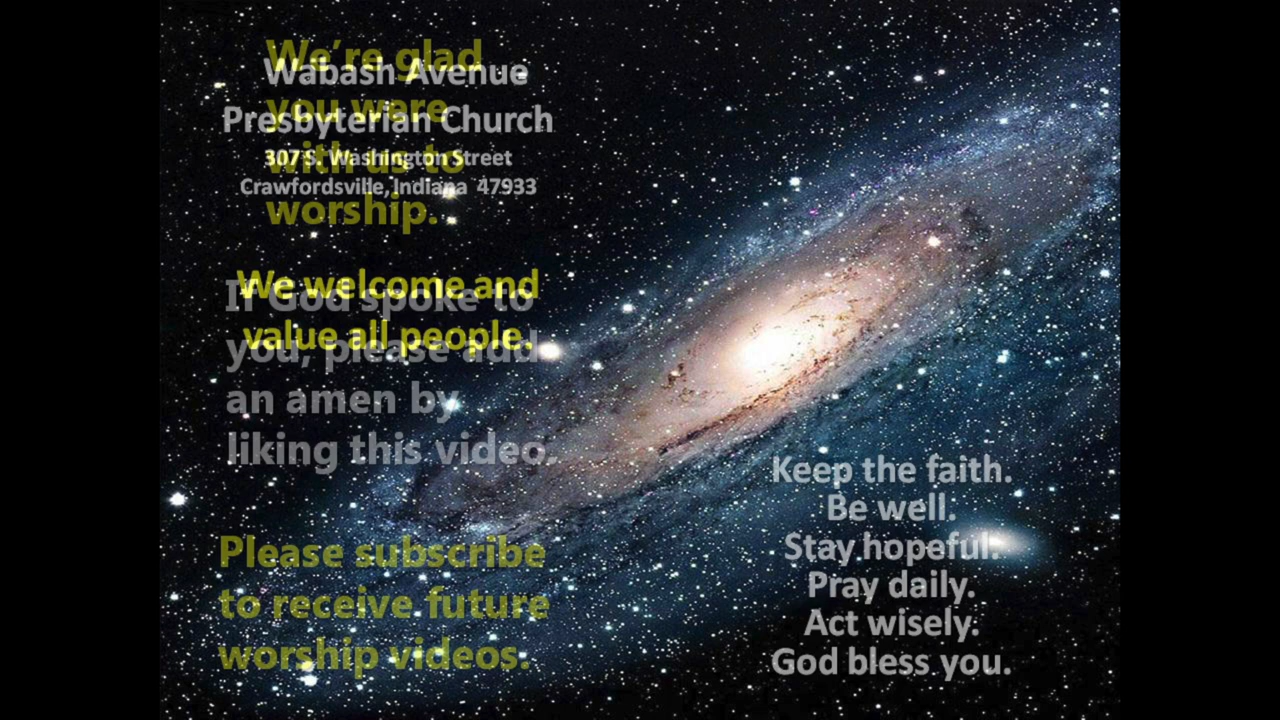 We're glad
you were
with us to
worship.
Wabash Avenue
Presbyterian Church
307 S. Washington Street
Crawfordsville, Indiana 47933
We welcome and
value all people.
If God spoke to
you, please add
an amen by
liking this video.
Please subscribe
to receive future
worship videos.
Keep the faith.
Be well.
Stay hopeful.
Pray daily.
Act wisely.
God bless you.